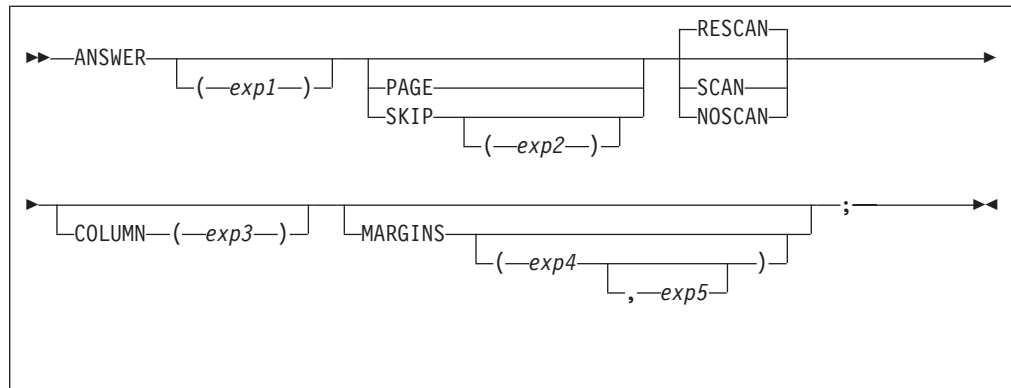 RESCAN
►►—ANSWER
(—exp1—)
PAGE
SKIP
(—exp2—)
SCAN
NOSCAN
COLUMN—(exp3—)
MARGINS
(—exp4
, —exp5
)
;